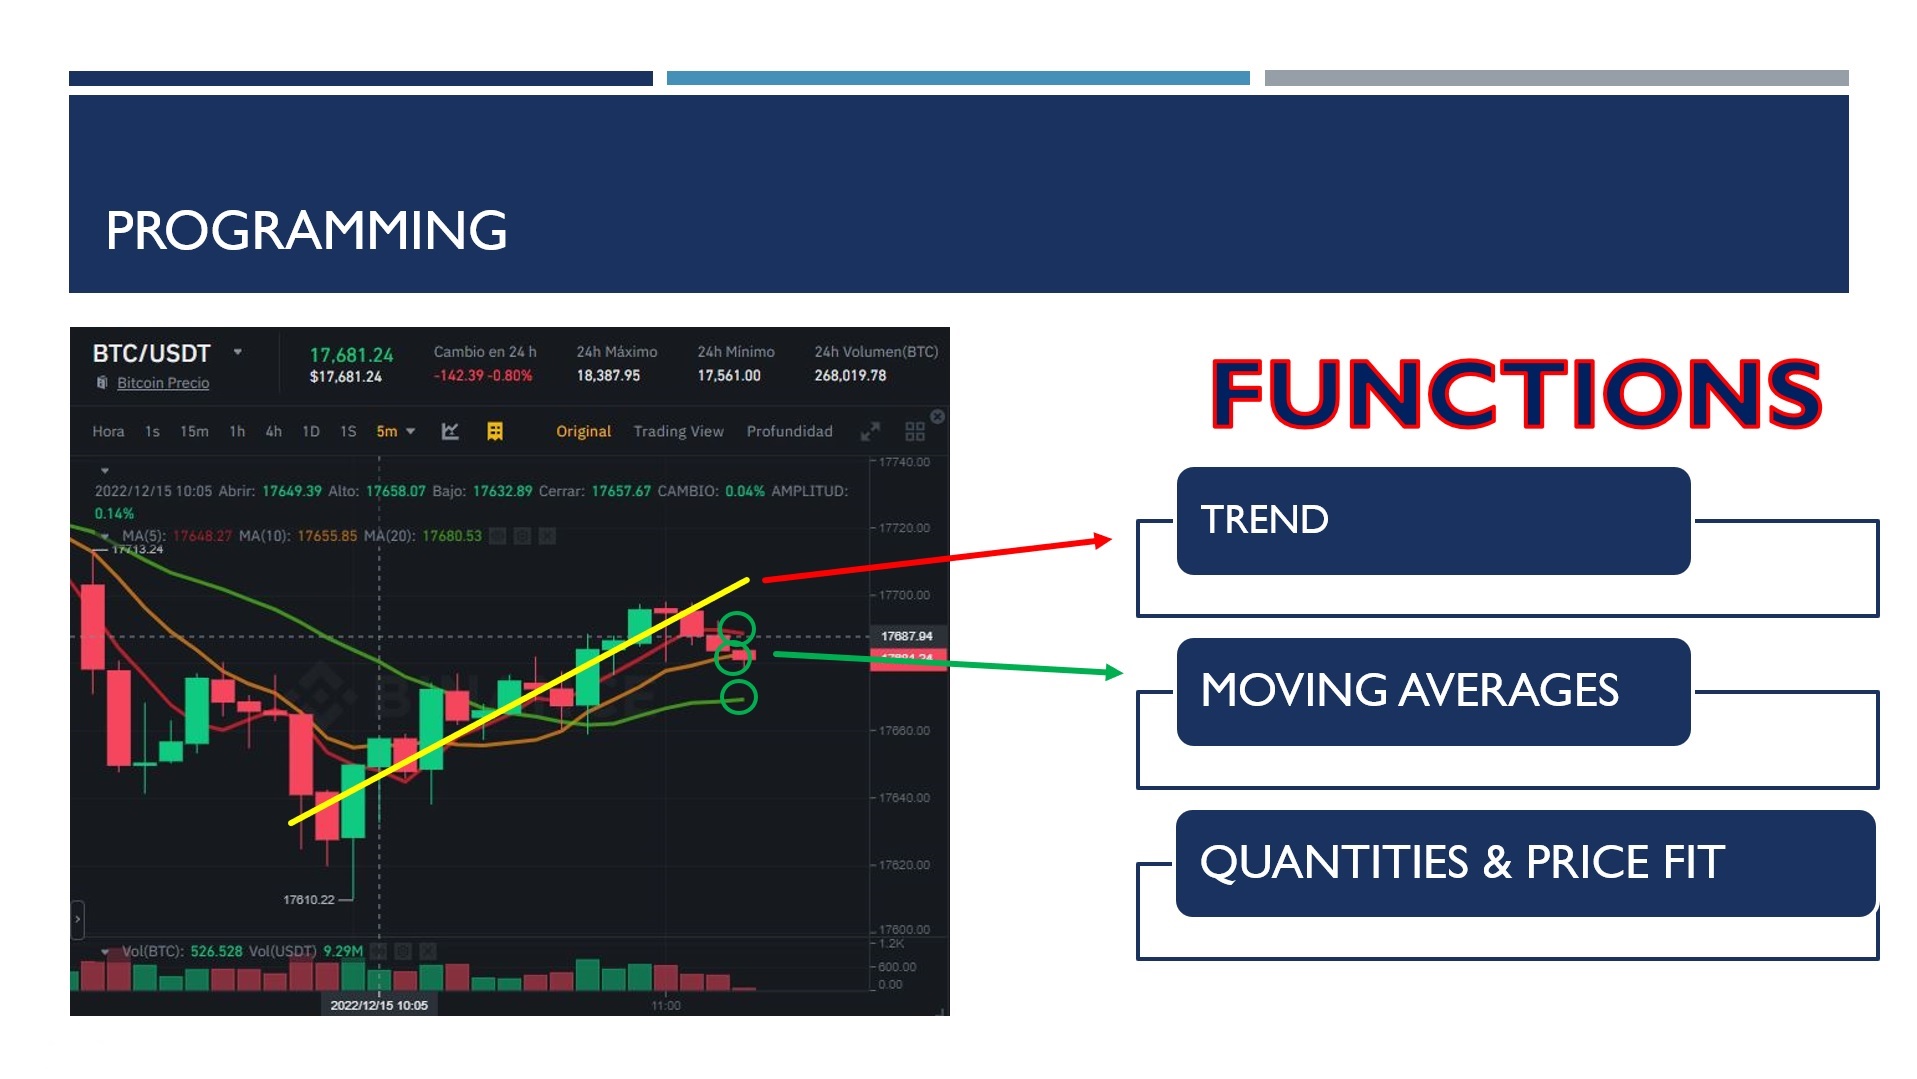 PROGRAMMING
BTC/USDT
Bitcoin Precio
17,681.24
$17,681.24
Cambio en 24 h
-142.39 -0.80%
24h Máximo
18,387.95
24h Mínimo
17,561.00
24h Volumen(BTC)
268,019.78
Hora 1s 15m 1h 4h 1D 1S 5m Original Trading View Profundidad
2022/12/15 10:05 Abrir: 17649.39 Alto: 17658.07 Bajo: 17632.89 Cerrar: 17657.67 CAMBIO: 0.04% AMPLITUD:
0.14%
MA(5): 17648.27 MA(10): 17655.85 MA(20): 17680.53
17713.24
17740.00
17720.00
17700.00
17687.94
17660.00
17640.00
17620.00
17600.00
17610.22
BINANCE
Vol(BTC): 526.528 Vol(USDT) 9.29M
1.2K
600.00
0.00
2022/12/15 10:05
11:00
FUNCTIONS
TREND
MOVING AVERAGES
QUANTITIES & PRICE FIT